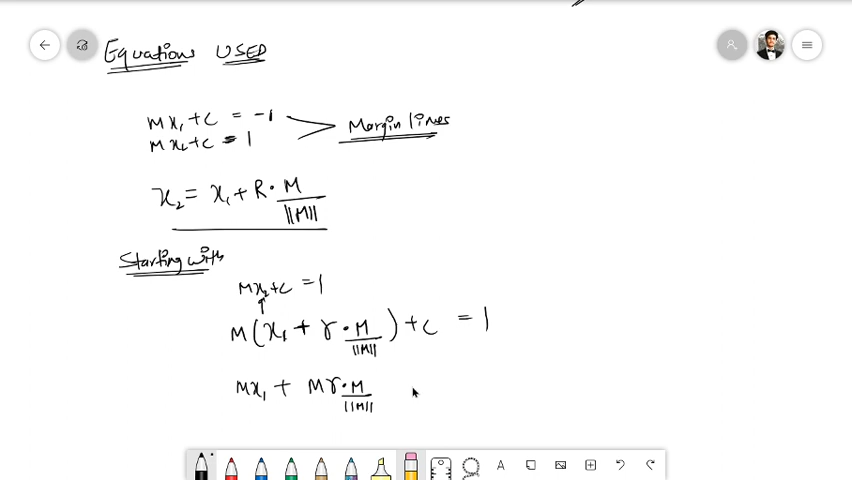 Equations USED
Mx₁+c = -1
Mx₂+c = 1
Margin lines
x₂ = x₁ + R · M/||M||
Starting with
Mx₂+c = 1
M(x₁ + r · M/||M||) + c = 1
Mx₁ + Mr · M/||M||
A